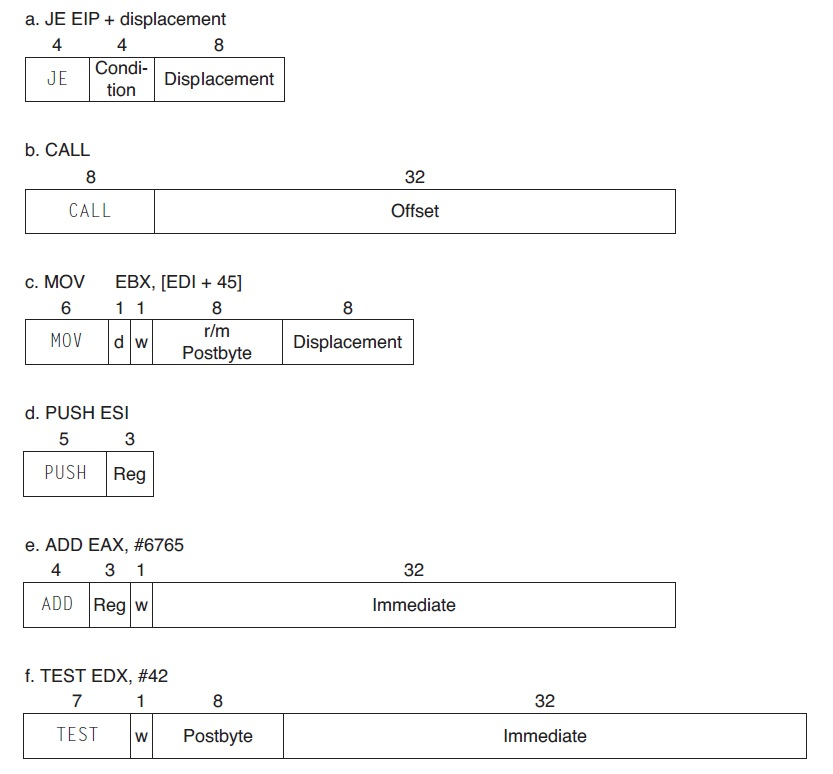 a. JE EIP + displacement
4 4 8
JE Condi- Displacement
tion
b. CALL
8 32
CALL Offset
c. MOV EBX, [EDI + 45]
6 1 1 8 8
MOV d w r/m Displacement
Postbyte
d. PUSH ESI
5 3
PUSH Reg
e. ADD EAX, #6765
4 3 1 32
ADD Reg w Immediate
f. TEST EDX, #42
7 1 8 32
TEST w Postbyte Immediate